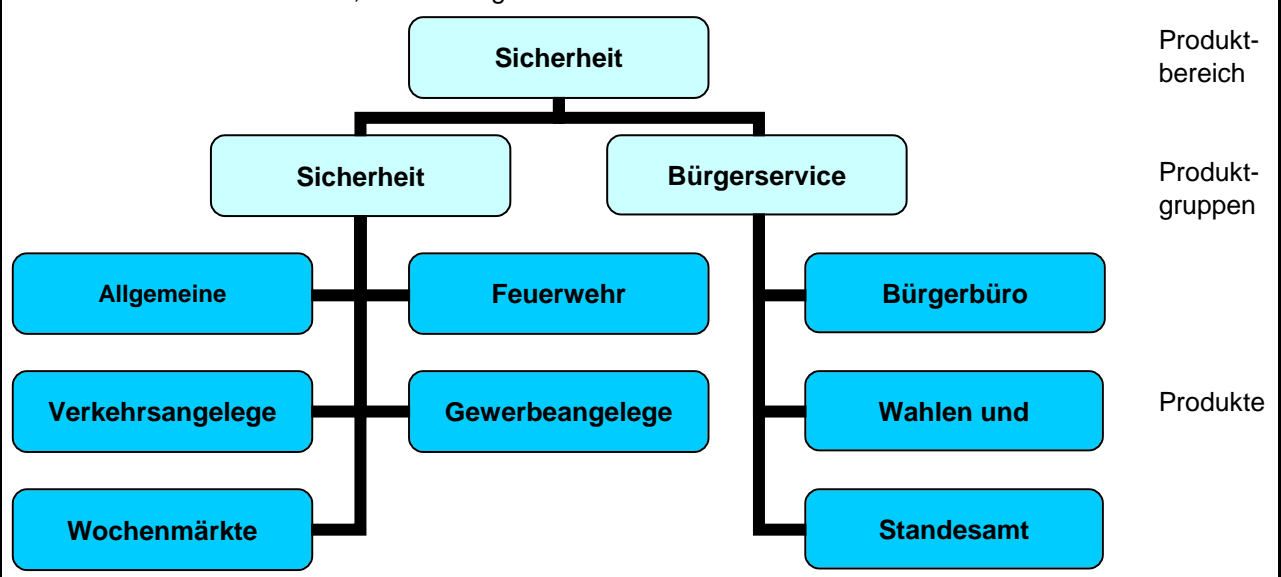 Sicherheit
Produkt-
bereich
Sicherheit
Bürgerservice
Produkt-
gruppen
Allgemeine
Feuerwehr
Bürgerbüro
Verkehrsangelege
Gewerbeangelege
Wahlen und
Produkte
Wochenmärkte
Standesamt